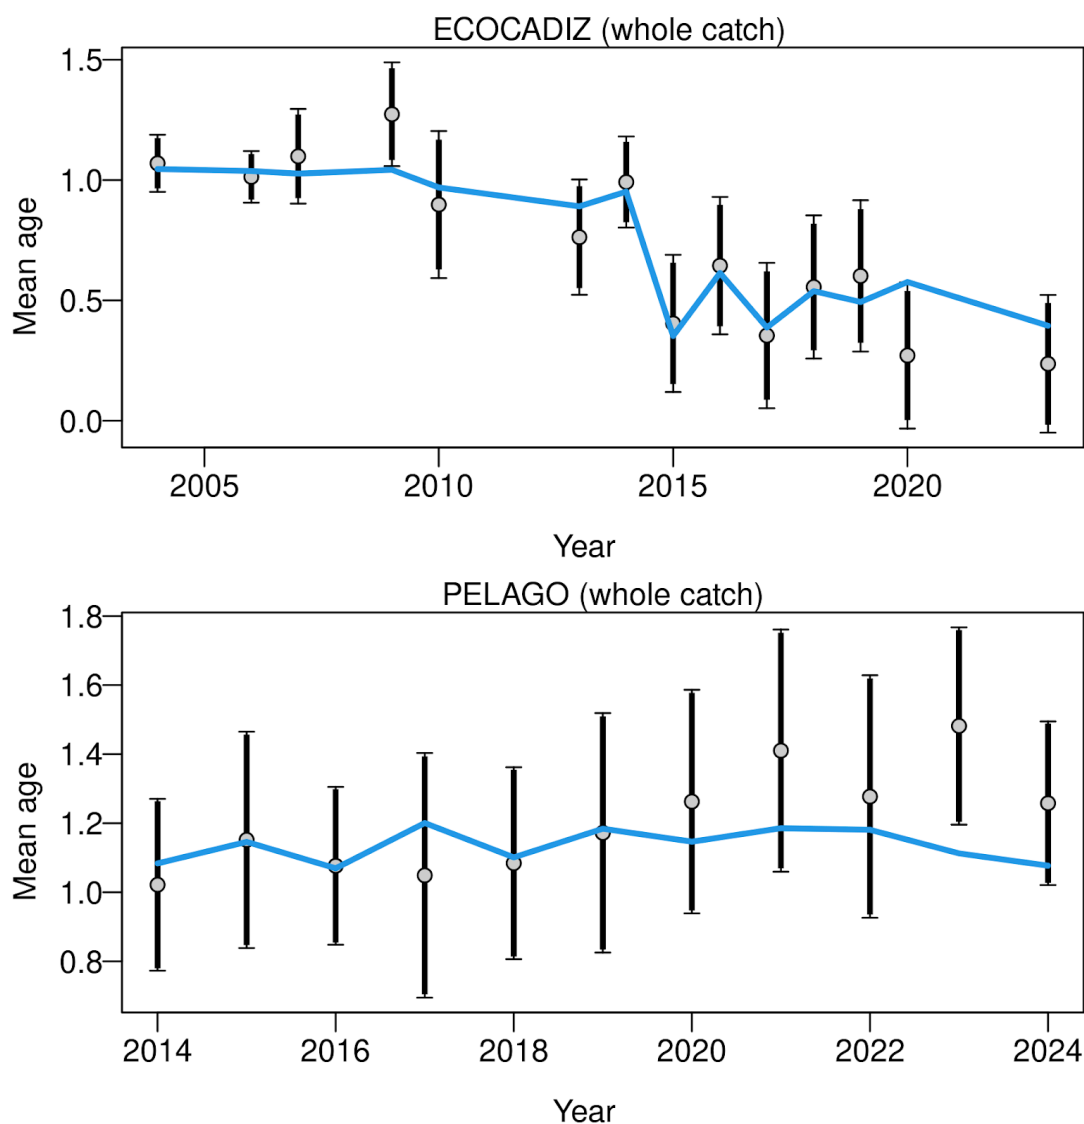 ECOCADIZ (whole catch)
1.5
1.0
0.5
0.0
Mean age
2005 2010 2015 2020
Year
PELAGO (whole catch)
1.8
1.6
1.4
1.2
1.0
0.8
Mean age
2014 2016 2018 2020 2022 2024
Year